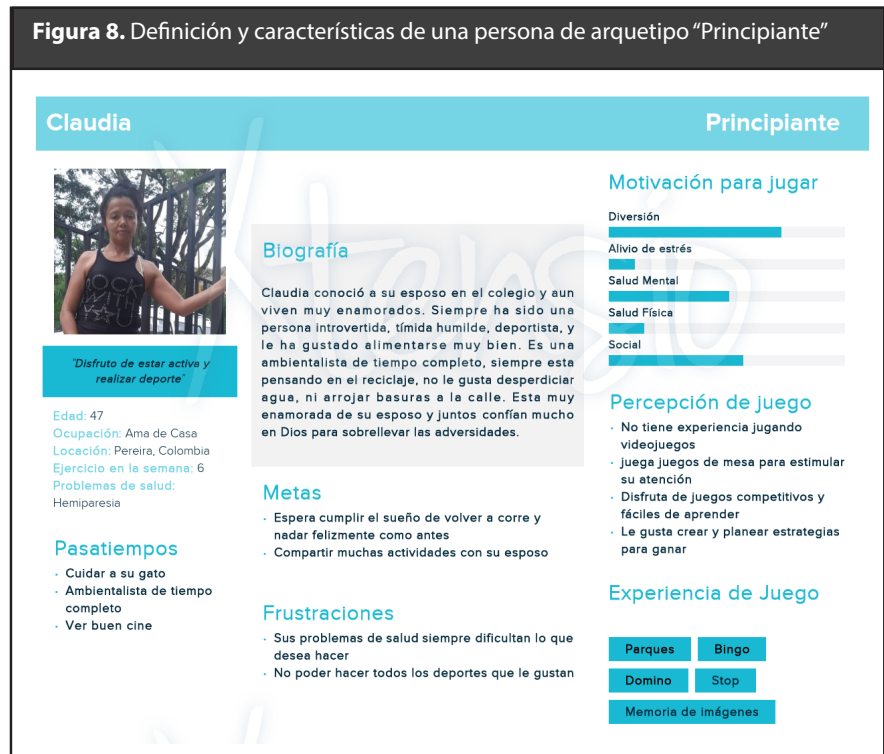 Figura 8. Definición y características de una persona de arquetipo “Principiante”
Claudia
Principiante
ROCK
WITH
YOU
"Disfruto de estar activa y
realizar deporte"
Edad: 47
Ocupación: Ama de Casa
Locación: Pereira, Colombia
Ejercicio en la semana: 6
Problemas de salud:
Hemiparesia
Pasatiempos
· Cuidar a su gato
· Ambientalista de tiempo
completo
· Ver buen cine
Biografía
Claudia conoció a su esposo en el colegio y aun
viven muy enamorados. Siempre ha sido una
persona introvertida, tímida humilde, deportista, y
le ha gustado alimentarse muy bien. Es una
ambientalista de tiempo completo, siempre esta
pensando en el reciclaje, no le gusta desperdiciar
agua, ni arrojar basuras a la calle. Esta muy
enamorada de su esposo y juntos confían mucho
en Dios para sobrellevar las adversidades.
Metas
· Espera cumplir el sueño de volver a corre y
nadar felizmente como antes
· Compartir muchas actividades con su esposo
Frustraciones
· Sus problemas de salud siempre dificultan lo que
desea hacer
· No poder hacer todos los deportes que le gustan
Motivación para jugar
Diversión
Alivio de estrés
Salud Mental
Salud Física
Social
Percepción de juego
· No tiene experiencia jugando
videojuegos
· juega juegos de mesa para estimular
su atención
· Disfruta de juegos competitivos y
fáciles de aprender
· Le gusta crear y planear estrategias
para ganar
Experiencia de Juego
Parques Bingo
Domino Stop
Memoria de imágenes
Xtensio